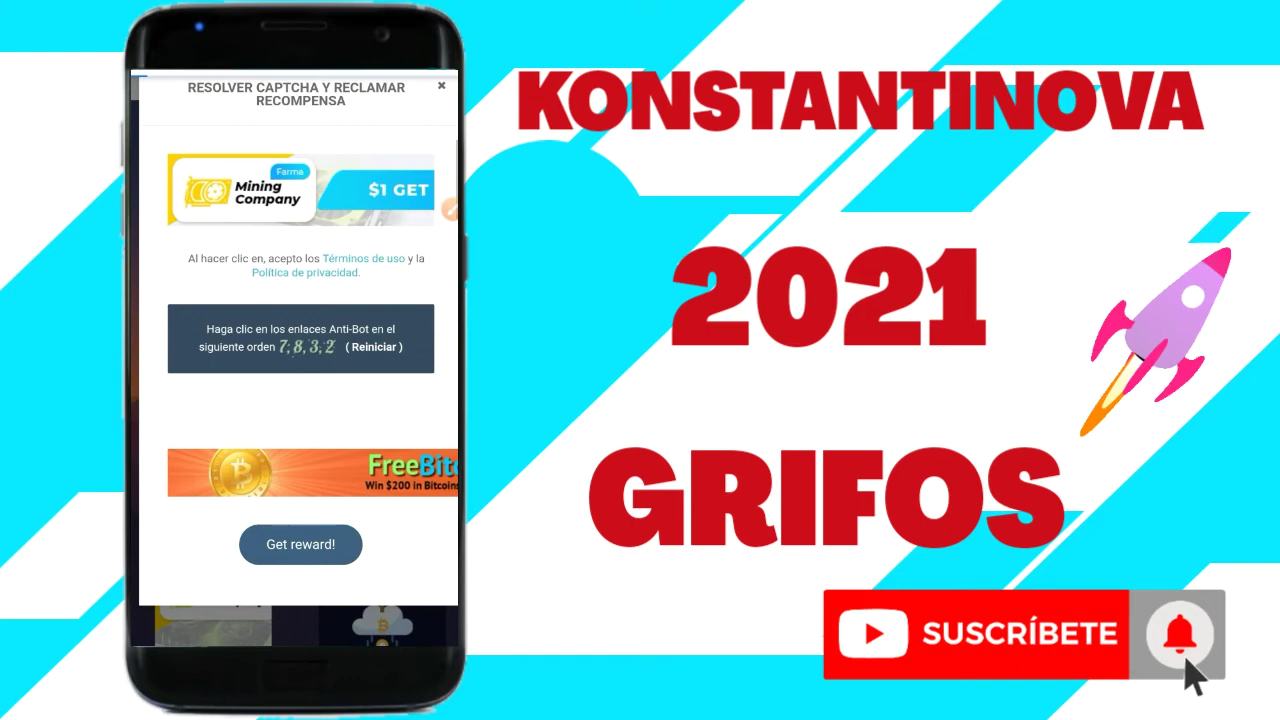 RESOLVER CAPTCHA Y RECLAMAR
RECOMPENSA
Farma
Mining
Company
$1 GET
Al hacer clic en, acepto los Términos de uso y la
Política de privacidad.
Haga clic en los enlaces Anti-Bot en el
siguiente orden 7, 8, 3, 2 ( Reiniciar )
FreeBitc
Win $200 in Bitcoins
Get reward!
KONSTANTINOVA
2021
GRIFOS
SUSCRÍBETE